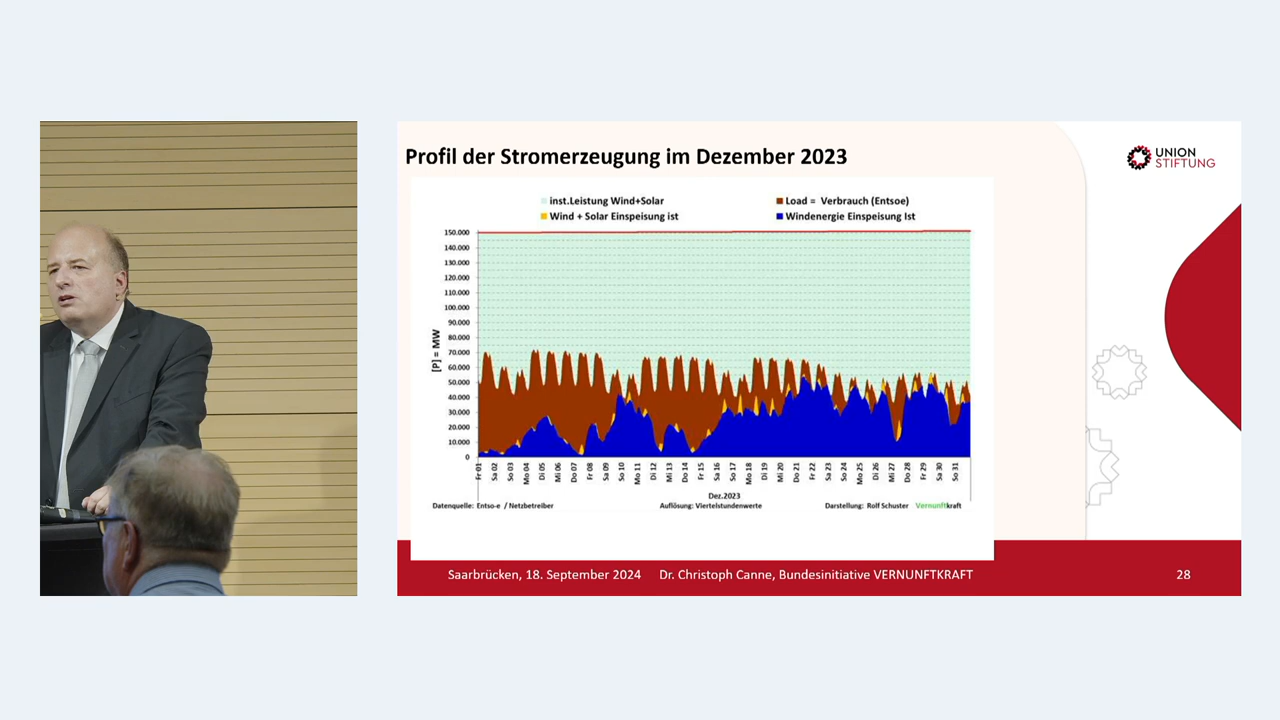 Profil der Stromerzeugung im Dezember 2023
UNION
STIFTUNG
inst.Leistung Wind+Solar
Load = Verbrauch (Entsoe)
Wind + Solar Einspeisung ist
Windenergie Einspeisung Ist
[P] = MW
150.000
140.000
130.000
120.000
110.000
100.000
90.000
80.000
70.000
60.000
50.000
40.000
30.000
20.000
10.000
0
Fr 01
Sa 02
So 03
Mo 04
Di 05
Mi 06
Do 07
Fr 08
Sa 09
So 10
Mo 11
Di 12
Mi 13
Do 14
Fr 15
Sa 16
So 17
Mo 18
Di 19
Mi 20
Do 21
Fr 22
Sa 23
So 24
Mo 25
Di 26
Mi 27
Do 28
Fr 29
Sa 30
So 31
Dez.2023
Datenquelle: Entso-e / Netzbetreiber
Auflösung: Viertelstundenwerte
Darstellung: Rolf Schuster Vernunftkraft
Saarbrücken, 18. September 2024 Dr. Christoph Canne, Bundesinitiative VERNUNFTKRAFT 28